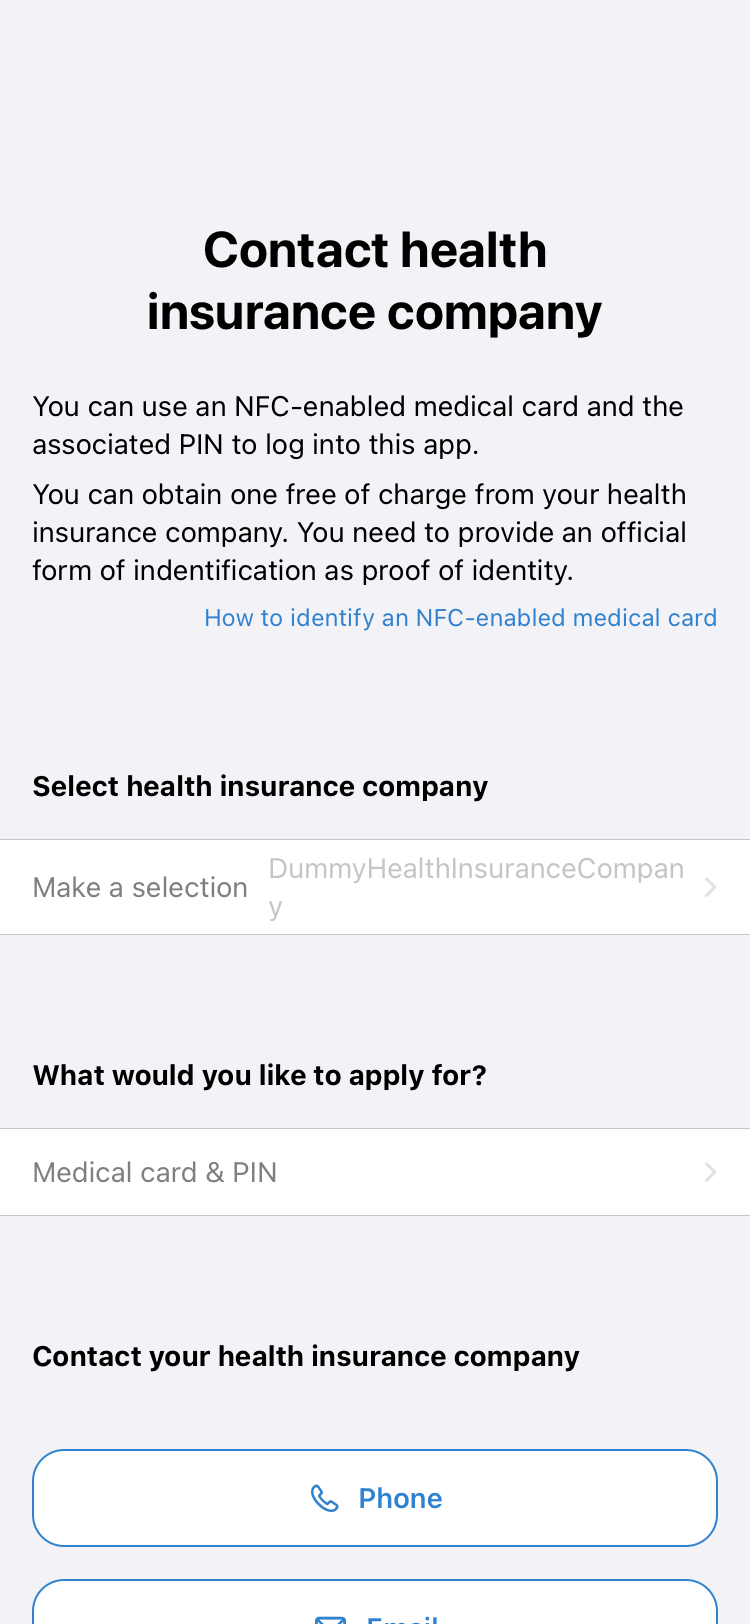 Contact health
insurance company
You can use an NFC-enabled medical card and the
associated PIN to log into this app.
You can obtain one free of charge from your health
insurance company. You need to provide an official
form of indentification as proof of identity.
How to identify an NFC-enabled medical card
Select health insurance company
Make a selection
DummyHealthInsuranceCompan
y
What would you like to apply for?
Medical card & PIN
Contact your health insurance company
Phone
Email